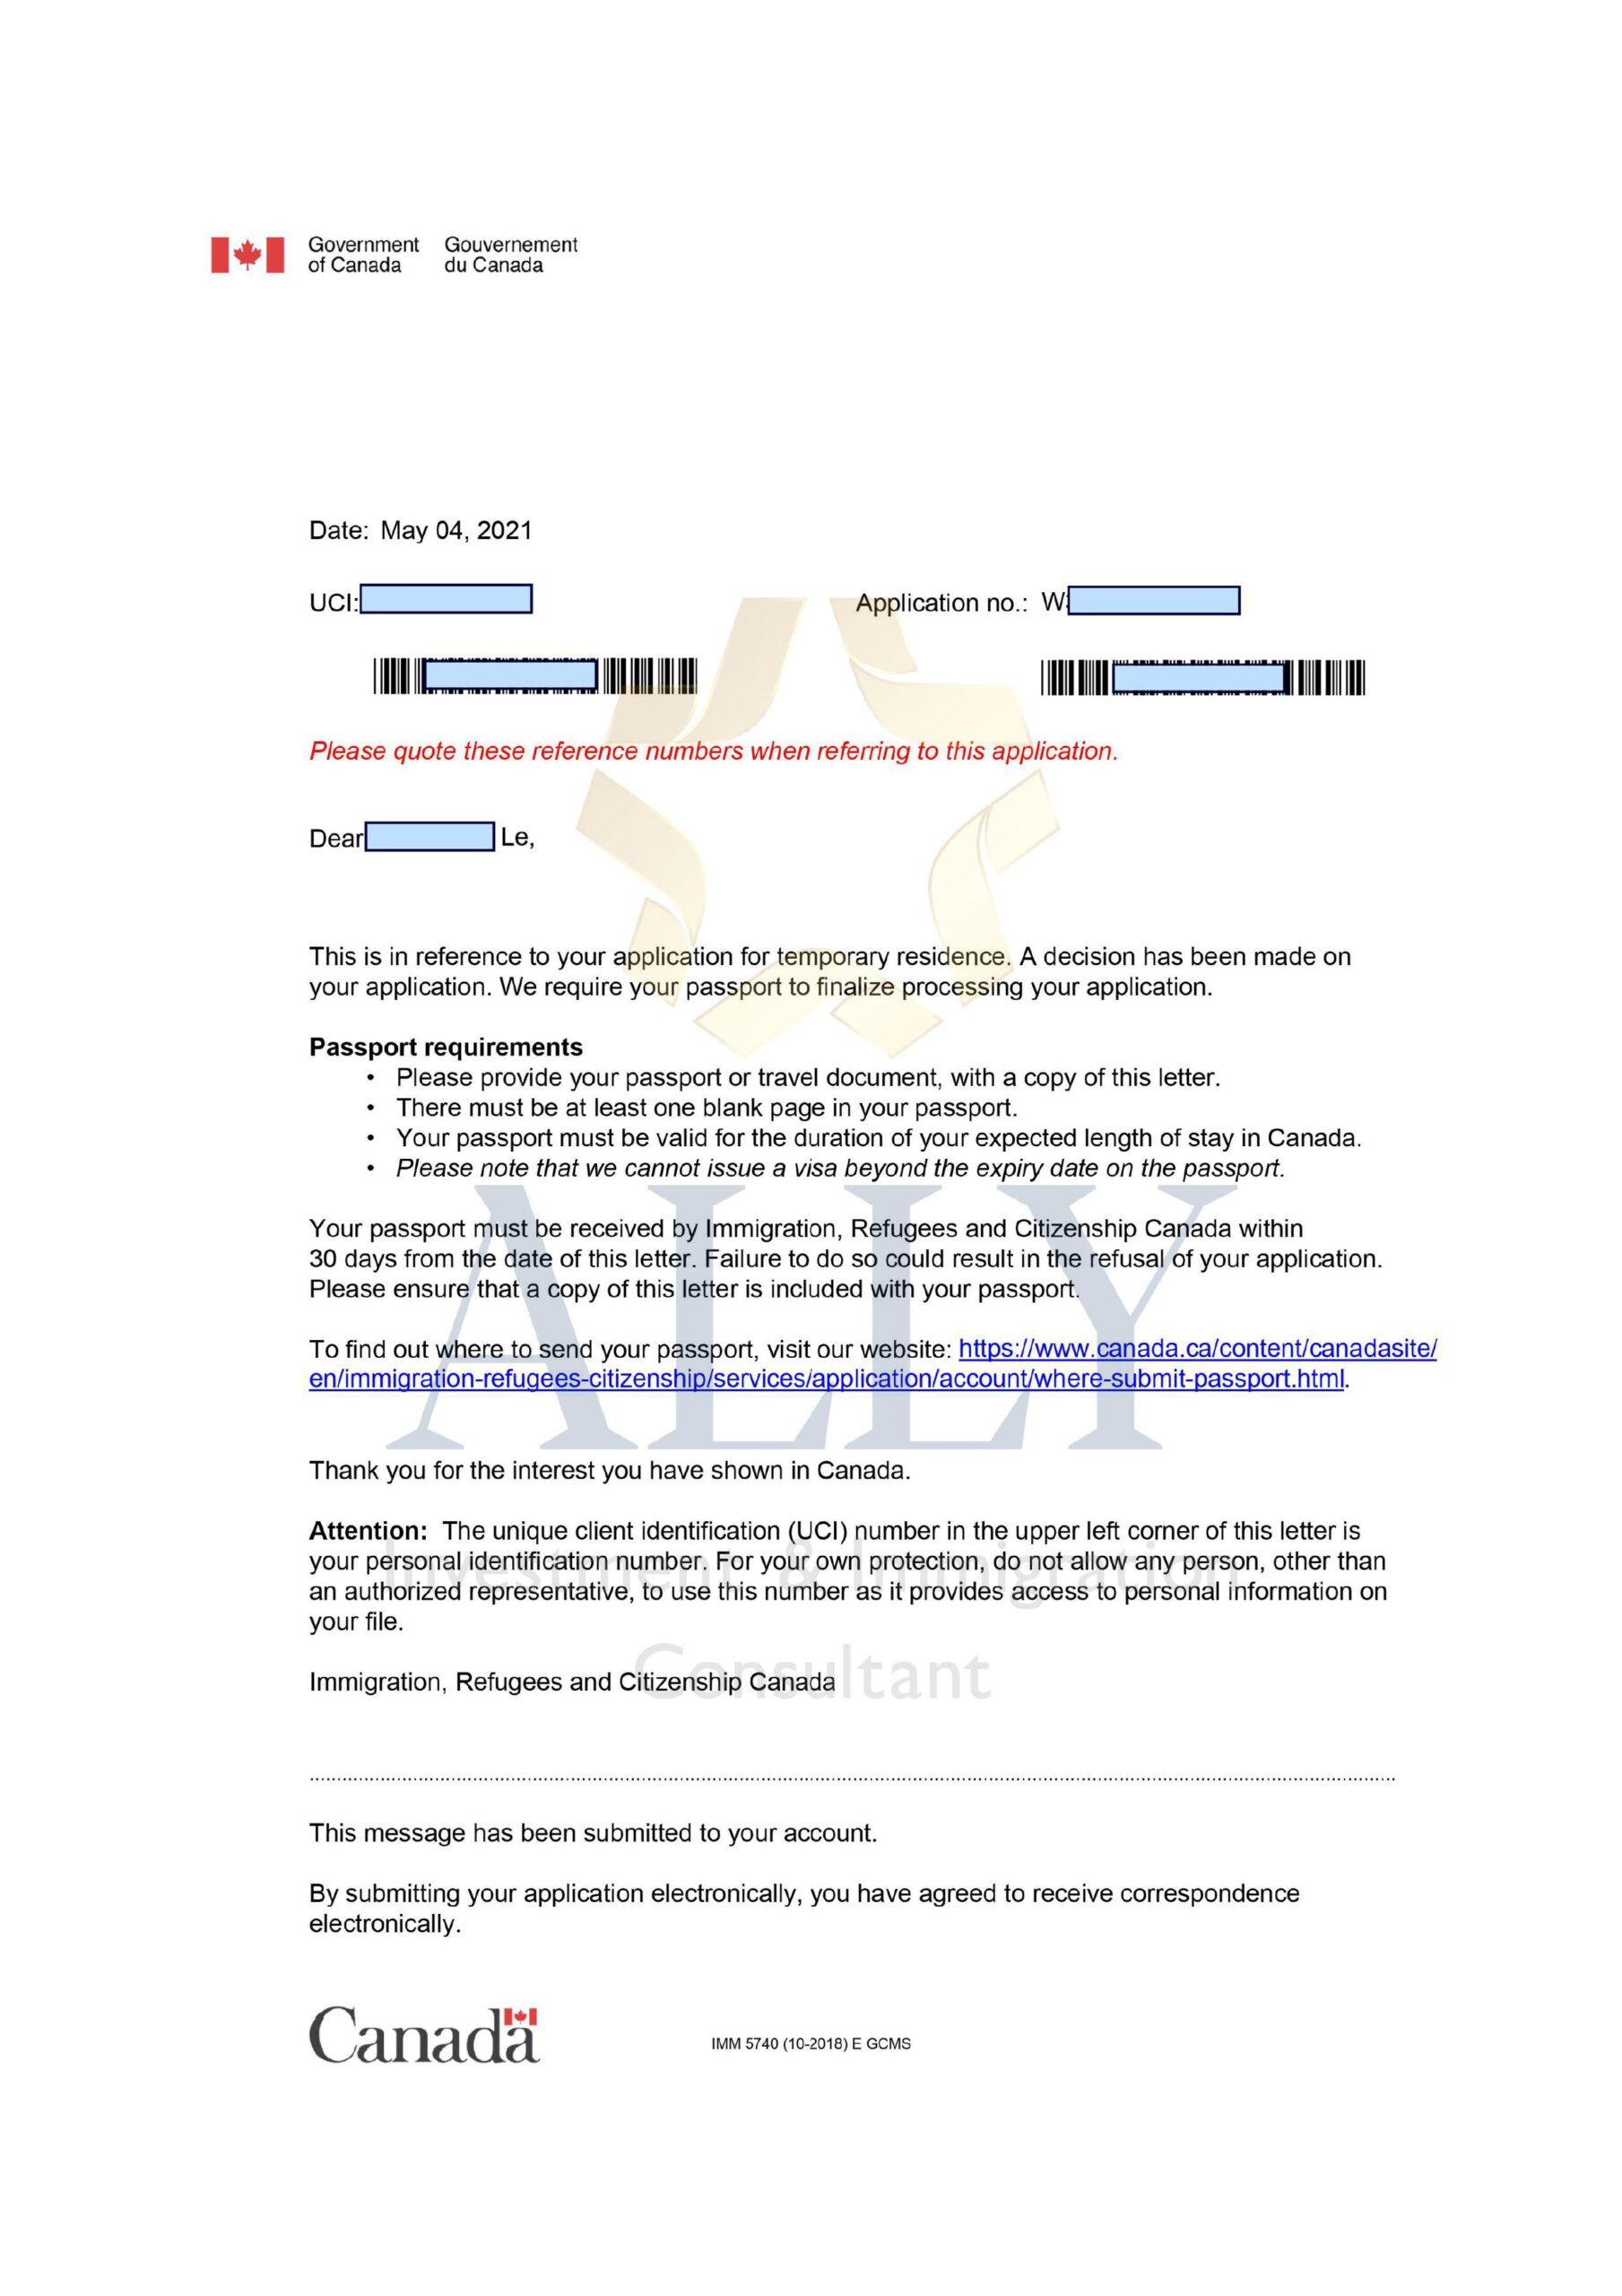 Government Gouvernement
of Canada du Canada
Date: May 04, 2021
UCI: Application no.: W
Please quote these reference numbers when referring to this application.
Dear Le,
This is in reference to your application for temporary residence. A decision has been made on
your application. We require your passport to finalize processing your application.
Passport requirements
• Please provide your passport or travel document, with a copy of this letter.
• There must be at least one blank page in your passport.
• Your passport must be valid for the duration of your expected length of stay in Canada.
• Please note that we cannot issue a visa beyond the expiry date on the passport.
ALLY
Your passport must be received by Immigration, Refugees and Citizenship Canada within
30 days from the date of this letter. Failure to do so could result in the refusal of your application.
Please ensure that a copy of this letter is included with your passport.
To find out where to send your passport, visit our website: https://www.canada.ca/content/canadasite/
en/immigration-refugees-citizenship/services/application/account/where-submit-passport.html.
Thank you for the interest you have shown in Canada.
Attention: The unique client identification (UCI) number in the upper left corner of this letter is
your personal identification number. For your own protection, do not allow any person, other than
an authorized representative, to use this number as it provides access to personal information on
your file.
Investment & Immigration
Consultant
Immigration, Refugees and Citizenship Canada
This message has been submitted to your account.
By submitting your application electronically, you have agreed to receive correspondence
electronically.
Canada
IMM 5740 (10-2018) E GCMS